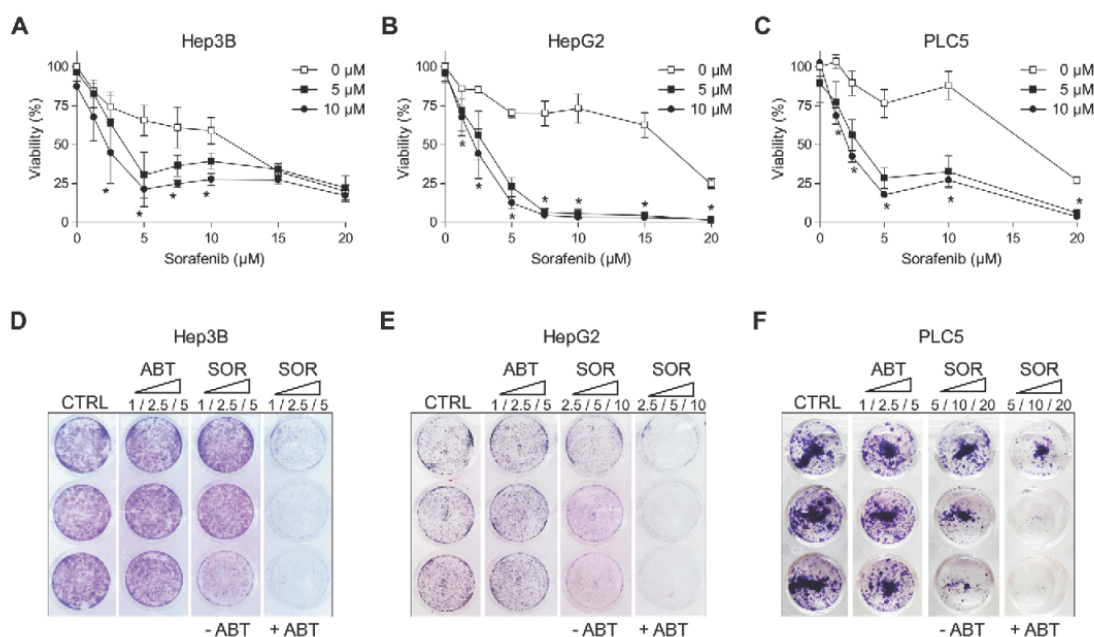 A
Hep3B
Viability (%)
100
75
50
25
0
0 5 10 15 20
Sorafenib (µM)
0 µM
5 µM
10 µM
* * * *
B
HepG2
Viability (%)
100
75
50
25
0
0 5 10 15 20
Sorafenib (µM)
0 µM
5 µM
10 µM
* * * * * * *
C
PLC5
Viability (%)
100
75
50
25
0
0 5 10 15 20
Sorafenib (µM)
0 µM
5 µM
10 µM
* * * * *
D
Hep3B
ABT SOR SOR
CTRL 1 / 2.5 / 5 1 / 2.5 / 5 1 / 2.5 / 5
- ABT + ABT
E
HepG2
ABT SOR SOR
CTRL 1 / 2.5 / 5 2.5 / 5 / 10 2.5 / 5 / 10
- ABT + ABT
F
PLC5
ABT SOR SOR
CTRL 1 / 2.5 / 5 5 / 10 / 20 5 / 10 / 20
- ABT + ABT